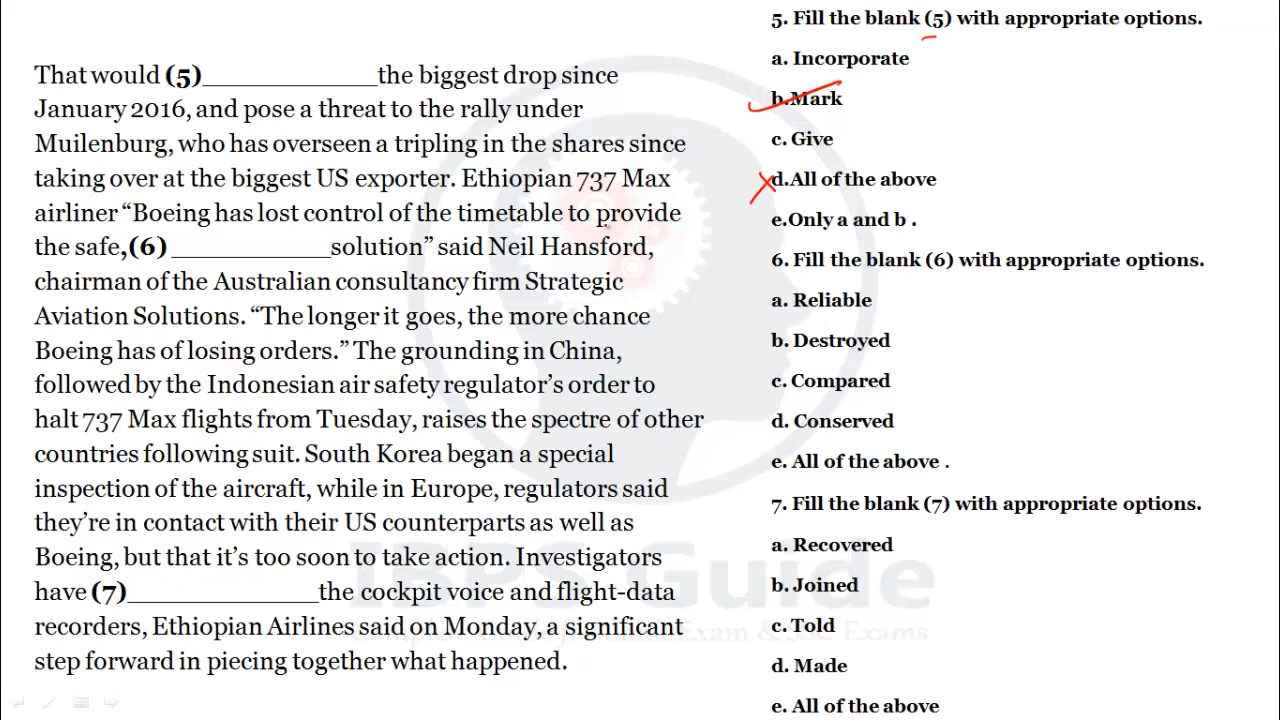 That would (5)______________the biggest drop since
January 2016, and pose a threat to the rally under
Muilenburg, who has overseen a tripling in the shares since
taking over at the biggest US exporter. Ethiopian 737 Max
airliner “Boeing has lost control of the timetable to provide
the safe,(6) _____________solution” said Neil Hansford,
chairman of the Australian consultancy firm Strategic
Aviation Solutions. “The longer it goes, the more chance
Boeing has of losing orders.” The grounding in China,
followed by the Indonesian air safety regulator’s order to
halt 737 Max flights from Tuesday, raises the spectre of other
countries following suit. South Korea began a special
inspection of the aircraft, while in Europe, regulators said
they’re in contact with their US counterparts as well as
Boeing, but that it’s too soon to take action. Investigators
have (7)_______________the cockpit voice and flight-data
recorders, Ethiopian Airlines said on Monday, a significant
step forward in piecing together what happened.
5. Fill the blank (5) with appropriate options.
a. Incorporate
b.Mark
c. Give
d.All of the above
e.Only a and b .
6. Fill the blank (6) with appropriate options.
a. Reliable
b. Destroyed
c. Compared
d. Conserved
e. All of the above .
7. Fill the blank (7) with appropriate options.
a. Recovered
b. Joined
c. Told
d. Made
e. All of the above
IBPS Guide
Exam & Exams